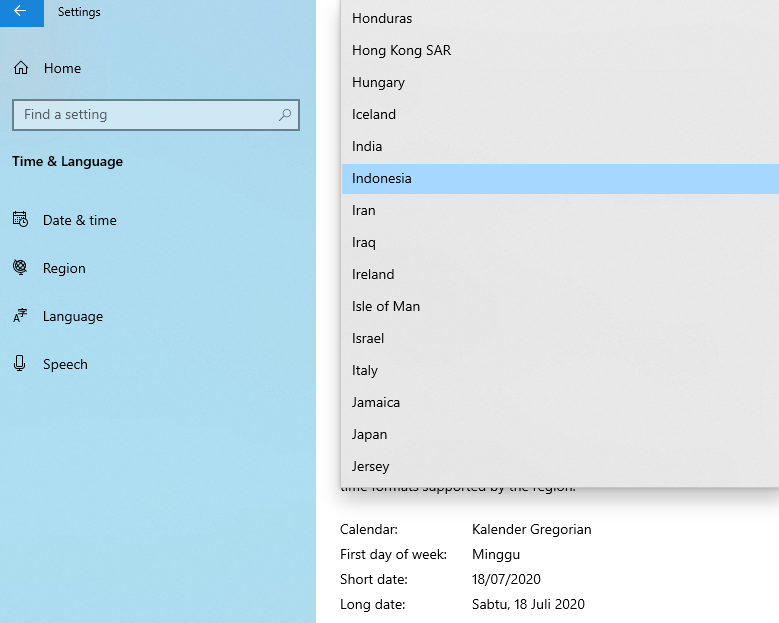 Settings
Home
Find a setting
Time & Language
Date & time
Region
Language
Speech
Honduras
Hong Kong SAR
Hungary
Iceland
India
Indonesia
Iran
Iraq
Ireland
Isle of Man
Israel
Italy
Jamaica
Japan
Jersey
time formats supported by the region.
Calendar: Kalender Gregorian
First day of week: Minggu
Short date: 18/07/2020
Long date: Sabtu, 18 Juli 2020